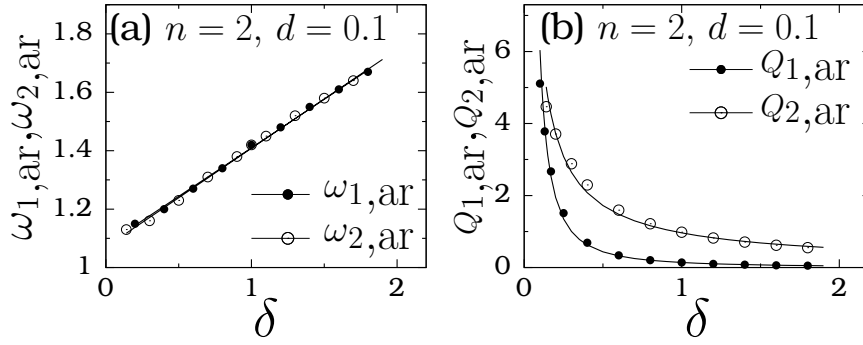 (a) n = 2, d = 0.1
ω1,ar, ω2,ar
1.8
1.6
1.4
1.2
1
ω1,ar
ω2,ar
0
1
2
δ
(b) n = 2, d = 0.1
Q1,ar, Q2,ar
6
4
2
0
Q1,ar
Q2,ar
0
1
2
δ